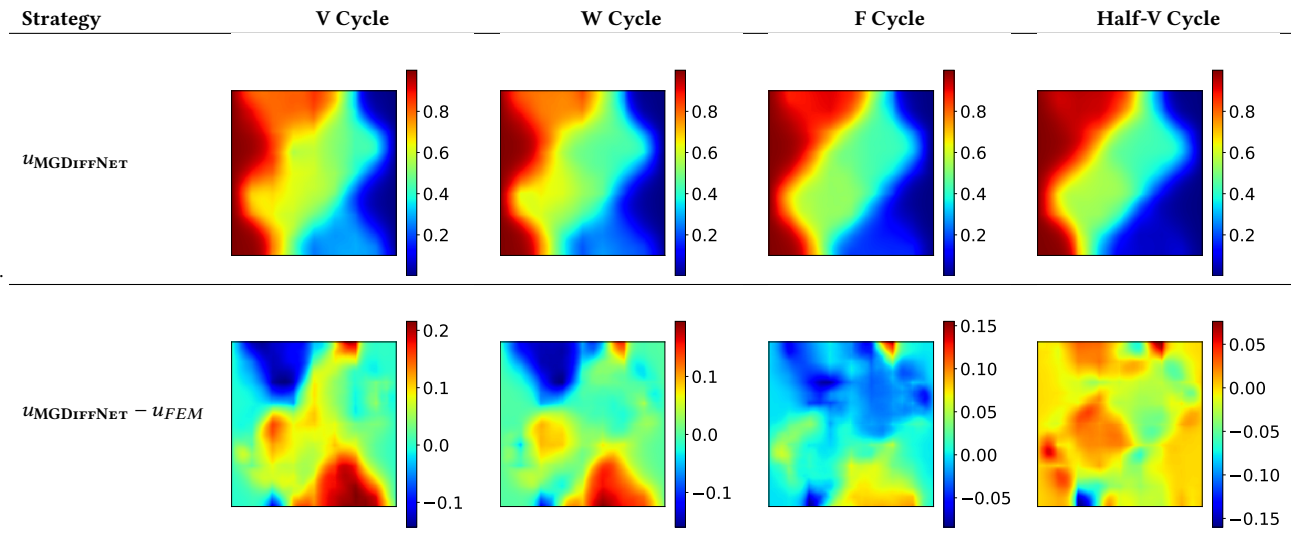 Strategy V Cycle W Cycle F Cycle Half-V Cycle
0.8 0.8 0.8 0.8
0.6 0.6 0.6 0.6
uMGDIFFNET
0.4 0.4 0.4 0.4
0.2 0.2 0.2 0.2
.
0.2 0.15 0.05
0.1 0.1 0.10 0.00
uMGDIFFNET − uFEM
0.05 −0.05
0.0 0.0 0.00 −0.10
−0.1 −0.1 −0.05 −0.15